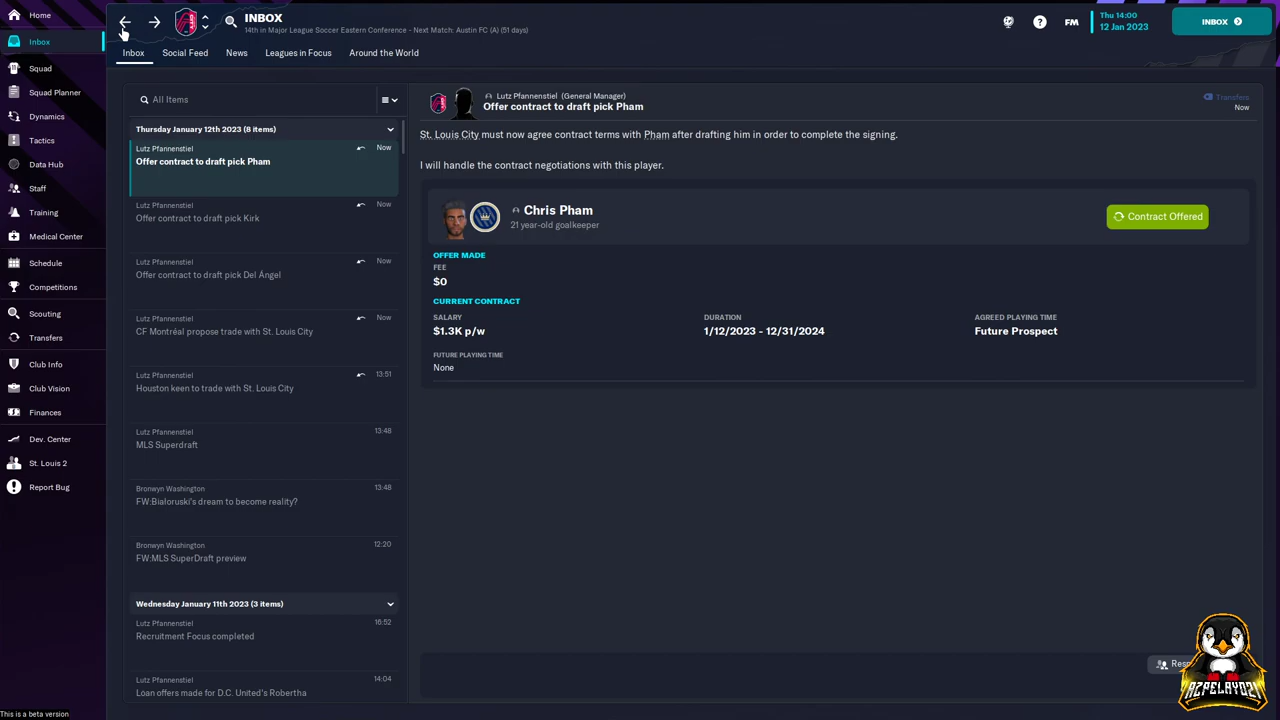 Home
Inbox
Squad
Squad Planner
Dynamics
Tactics
Data Hub
Staff
Training
Medical Center
Schedule
Competitions
Scouting
Transfers
Club Info
Club Vision
Finances
Dev. Center
St. Louis 2
Report Bug
This is a beta version
INBOX
14th in Major League Soccer Eastern Conference - Next Match: Austin FC (A) (51 days)
FM
Thu 14:00
12 Jan 2023
INBOX
Inbox
Social Feed
News
Leagues in Focus
Around the World
All Items
Thursday January 12th 2023 (8 items)
Lutz Pfannenstiel Now
Offer contract to draft pick Pham
Lutz Pfannenstiel Now
Offer contract to draft pick Kirk
Lutz Pfannenstiel Now
Offer contract to draft pick Del Ángel
Lutz Pfannenstiel Now
CF Montréal propose trade with St. Louis City
Lutz Pfannenstiel 13:51
Houston keen to trade with St. Louis City
Lutz Pfannenstiel 13:48
MLS Superdraft
Bronwyn Washington 13:48
FW:Bialoruski's dream to become reality?
Bronwyn Washington 12:20
FW:MLS SuperDraft preview
Wednesday January 11th 2023 (3 items)
Lutz Pfannenstiel 16:52
Recruitment Focus completed
Lutz Pfannenstiel 14:04
Loan offers made for D.C. United's Robertha
Lutz Pfannenstiel (General Manager)
Offer contract to draft pick Pham
Transfers
Now
St. Louis City must now agree contract terms with Pham after drafting him in order to complete the signing.
I will handle the contract negotiations with this player.
Chris Pham
21 year-old goalkeeper
Contract Offered
OFFER MADE
FEE
$0
CURRENT CONTRACT
SALARY DURATION AGREED PLAYING TIME
$1.3K p/w 1/12/2023 - 12/31/2024 Future Prospect
FUTURE PLAYING TIME
None
AZPELAYO21